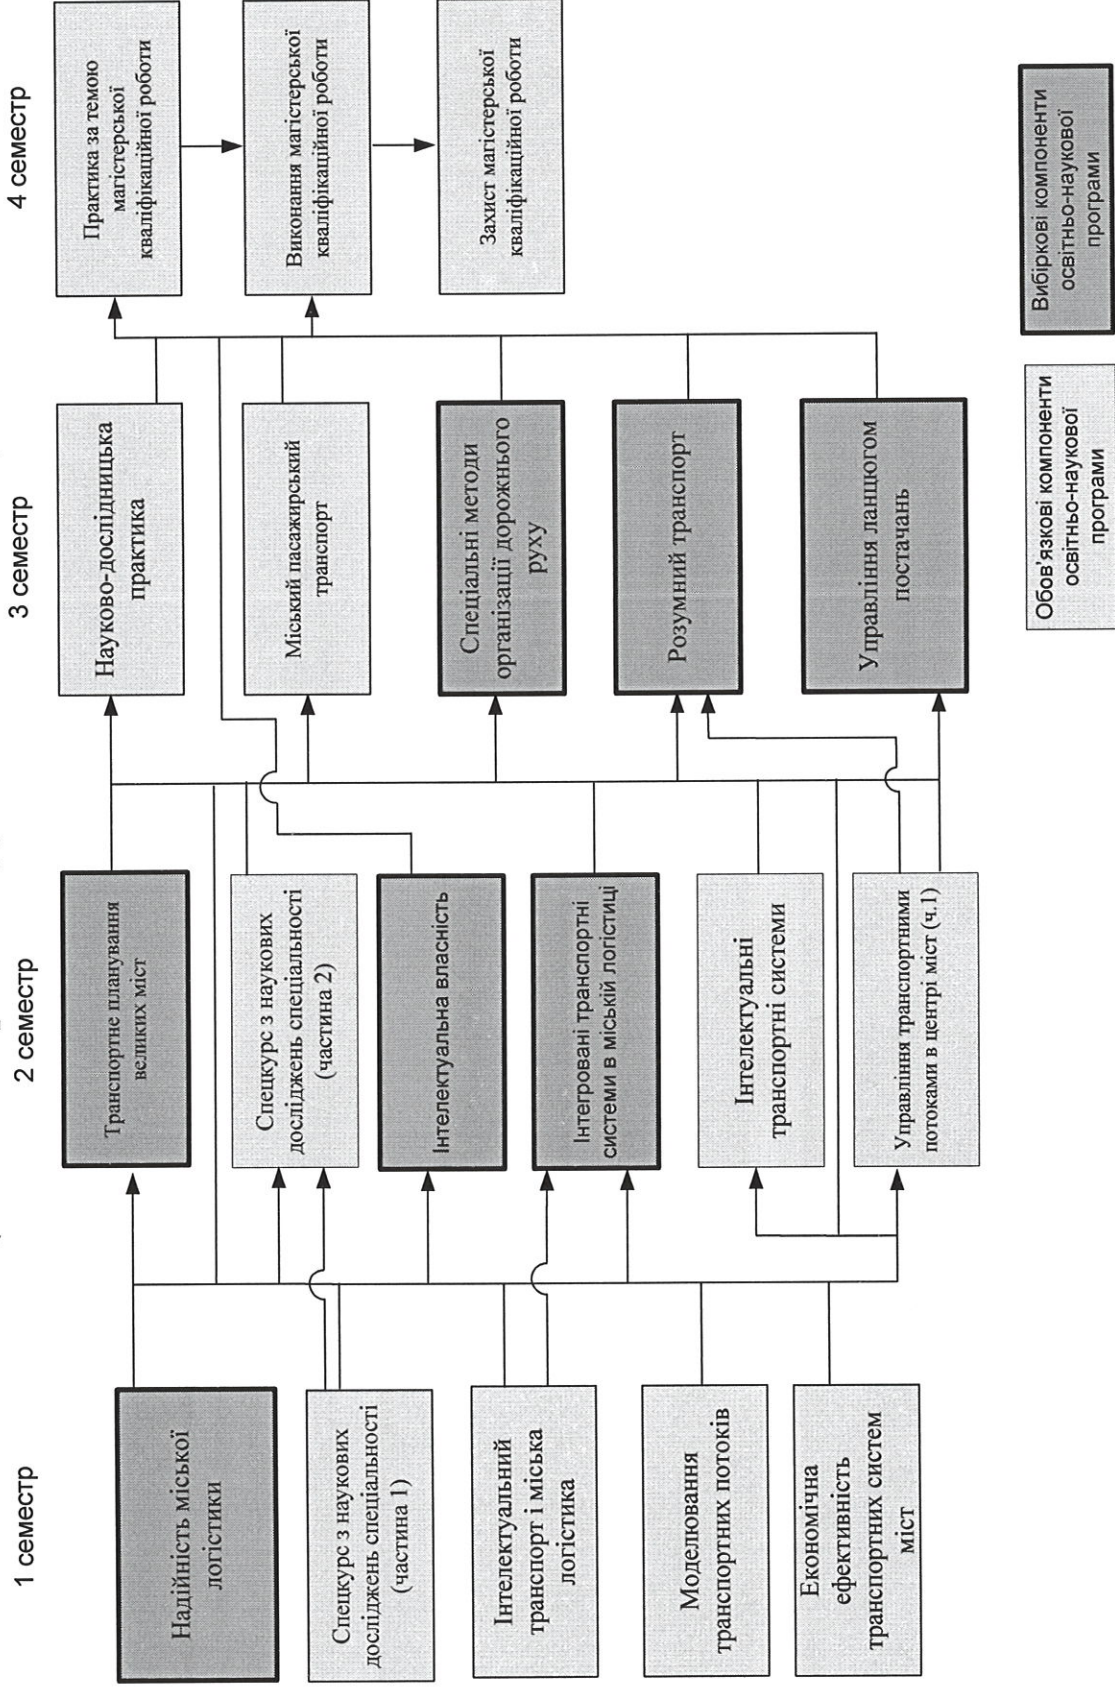 1 семестр
2 семестр
3 семестр
4 семестр
Надійність міської
логістики
Спецкурс з наукових
досліджень спеціальності
(частина 1)
Інтелектуальний
транспорт і міська
логістика
Моделювання
транспортних потоків
Економічна
ефективність
транспортних систем
міст
Транспортне планування
великих міст
Спецкурс з наукових
досліджень спеціальності
(частина 2)
Інтелектуальна власність
Інтегровані транспортні
системи в міській логістиці
Інтелектуальні
транспортні системи
Управління транспортними
потоками в центрі міст (ч.1)
Науково-дослідницька
практика
Міський пасажирський
транспорт
Спеціальні методи
організації дорожнього
руху
Розумний транспорт
Управління ланцюгом
постачань
Практика за темою
магістерської
кваліфікаційної роботи
Виконання магістерської
кваліфікаційної роботи
Захист магістерської
кваліфікаційної роботи
Обов’язкові компоненти
освітньо-наукової
програми
Вибіркові компоненти
освітньо-наукової
програми